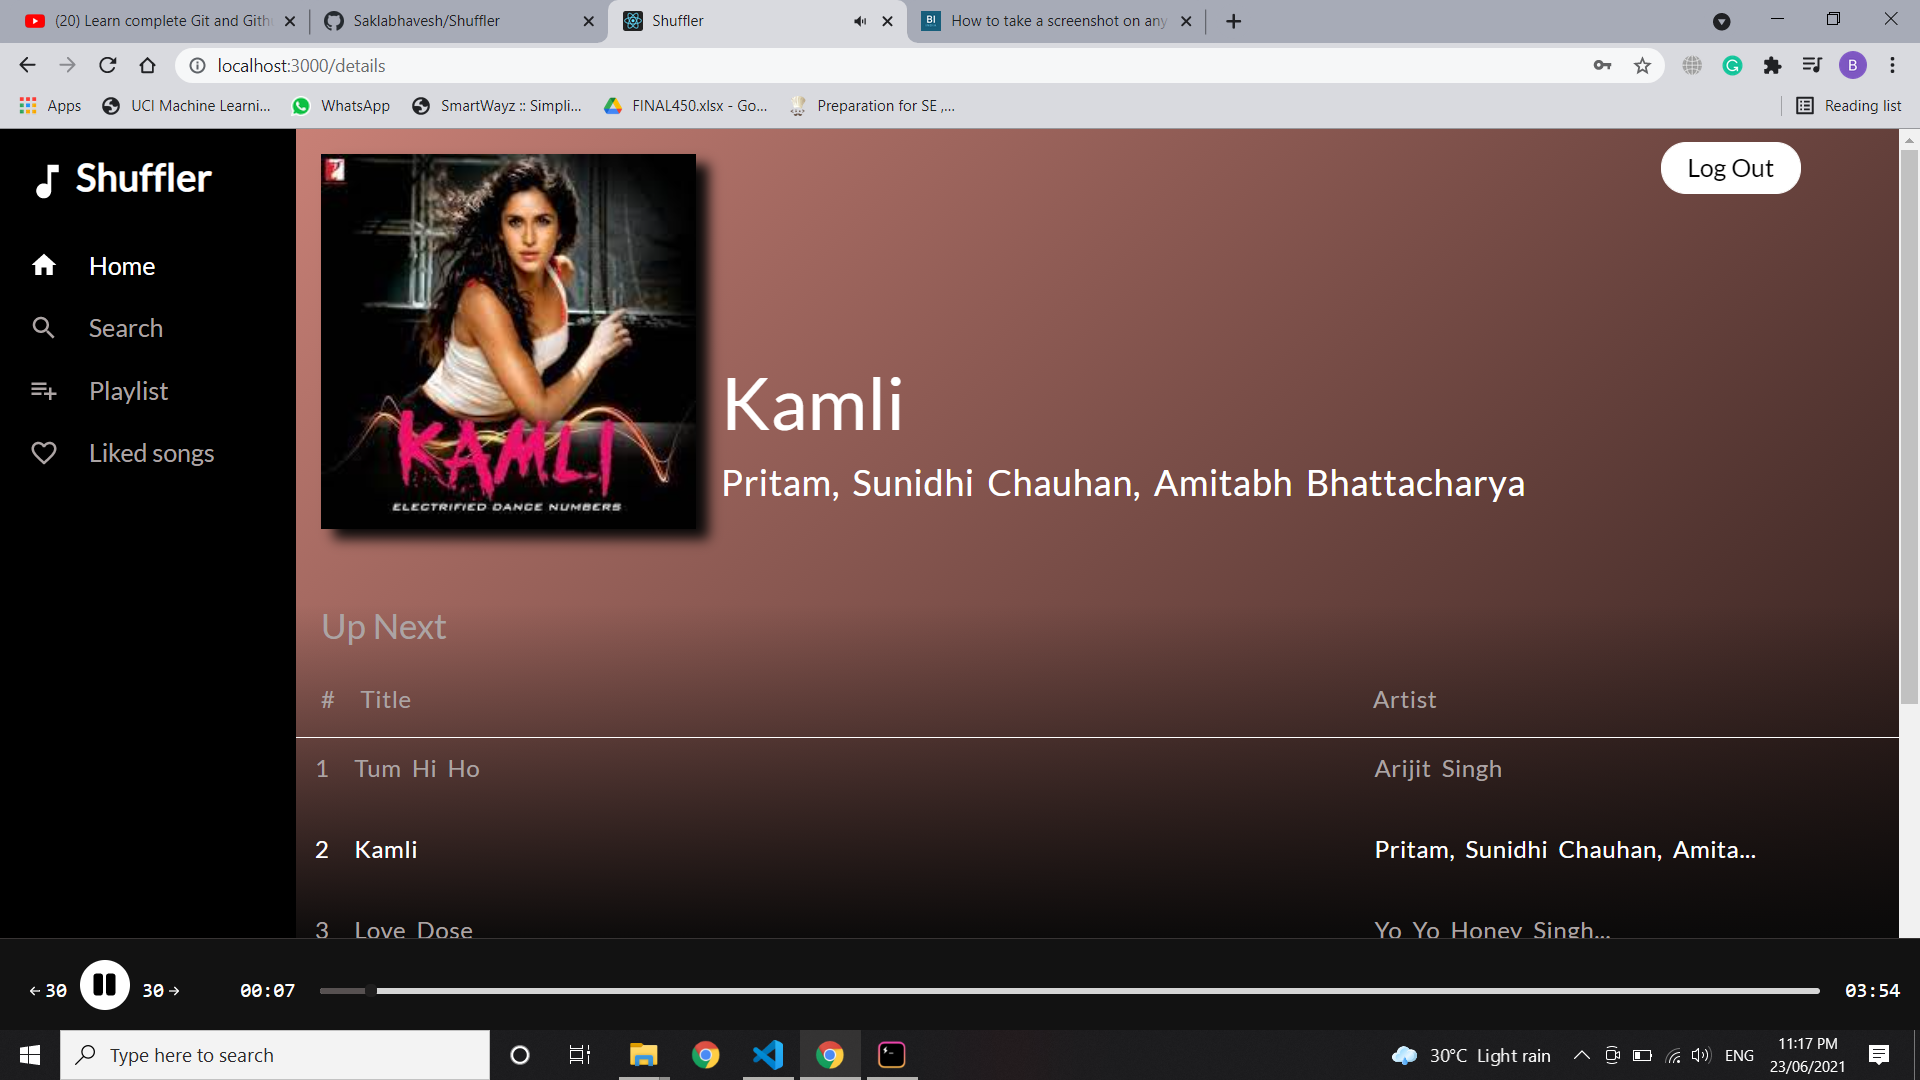 (20) Learn complete Git and Gith
Saklabhavesh/Shuffler
Shuffler
BI
How to take a screenshot on any
localhost:3000/details
B
Apps
UCI Machine Learni...
WhatsApp
SmartWayz :: Simpli...
FINAL450.xlsx - Go...
Preparation for SE ,...
Reading list
Shuffler
Log Out
Home
Search
Playlist
Liked songs
KAMLI
ELECTRIFIED DANCE NUMBERS
Kamli
Pritam, Sunidhi Chauhan, Amitabh Bhattacharya
Up Next
# Title Artist
1 Tum Hi Ho Arijit Singh
2 Kamli Pritam, Sunidhi Chauhan, Amita...
3 Love Dose Yo Yo Honey Singh...
←30 30→ 00:07 03:54
Type here to search
30°C Light rain
ENG
11:17 PM
23/06/2021